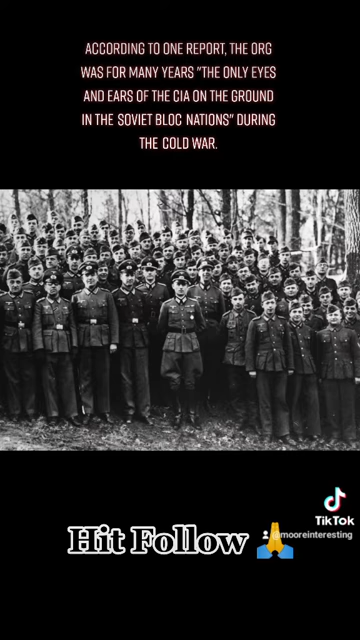 ACCORDING TO ONE REPORT, THE ORG
WAS FOR MANY YEARS "THE ONLY EYES
AND EARS OF THE CIA ON THE GROUND
IN THE SOVIET BLOC NATIONS" DURING
THE COLD WAR.
TikTok
@mooreinteresting
Hit Follow 🙏